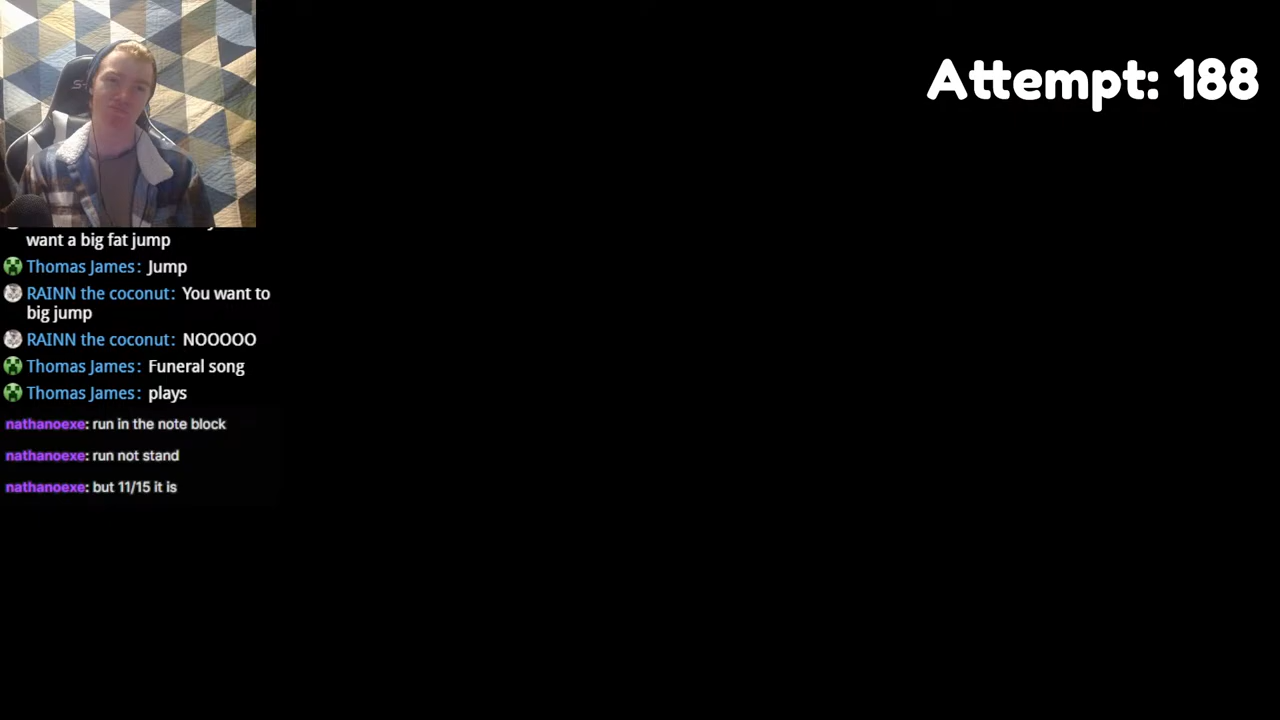 Attempt: 188
want a big fat jump
Thomas James: Jump
RAINN the coconut: You want to
big jump
RAINN the coconut: NOOOOO
Thomas James: Funeral song
Thomas James: plays
nathanoexe: run in the note block
nathanoexe: run not stand
nathanoexe: but 11/15 it is